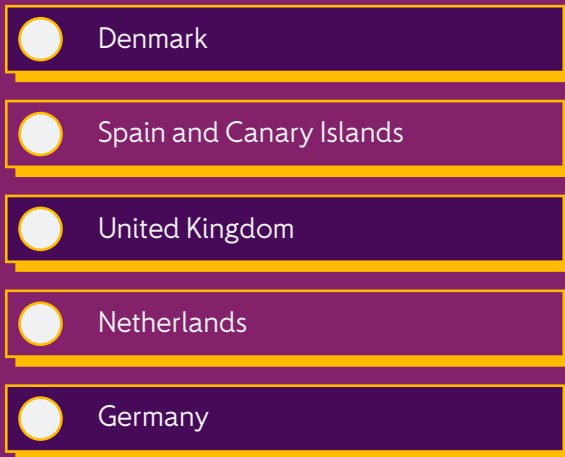 Denmark
Spain and Canary Islands
United Kingdom
Netherlands
Germany